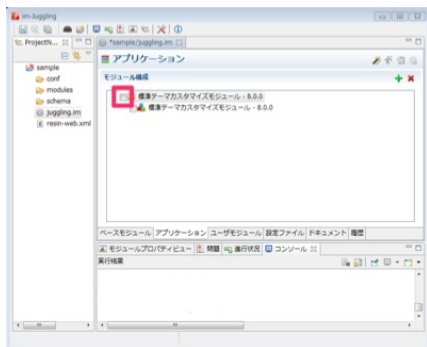 im-Juggling
ProjectN...
*sample/juggling.im
sample
conf
modules
schema
juggling.im
resin-web.xml
アプリケーション
モジュール構成
標準テーマカスタマイズモジュール - 8.0.0
標準テーマカスタマイズモジュール - 8.0.0
ベースモジュール アプリケーション ユーザモジュール 設定ファイル ドキュメント 履歴
モジュールプロパティビュー 問題 進行状況 コンソール
実行結果